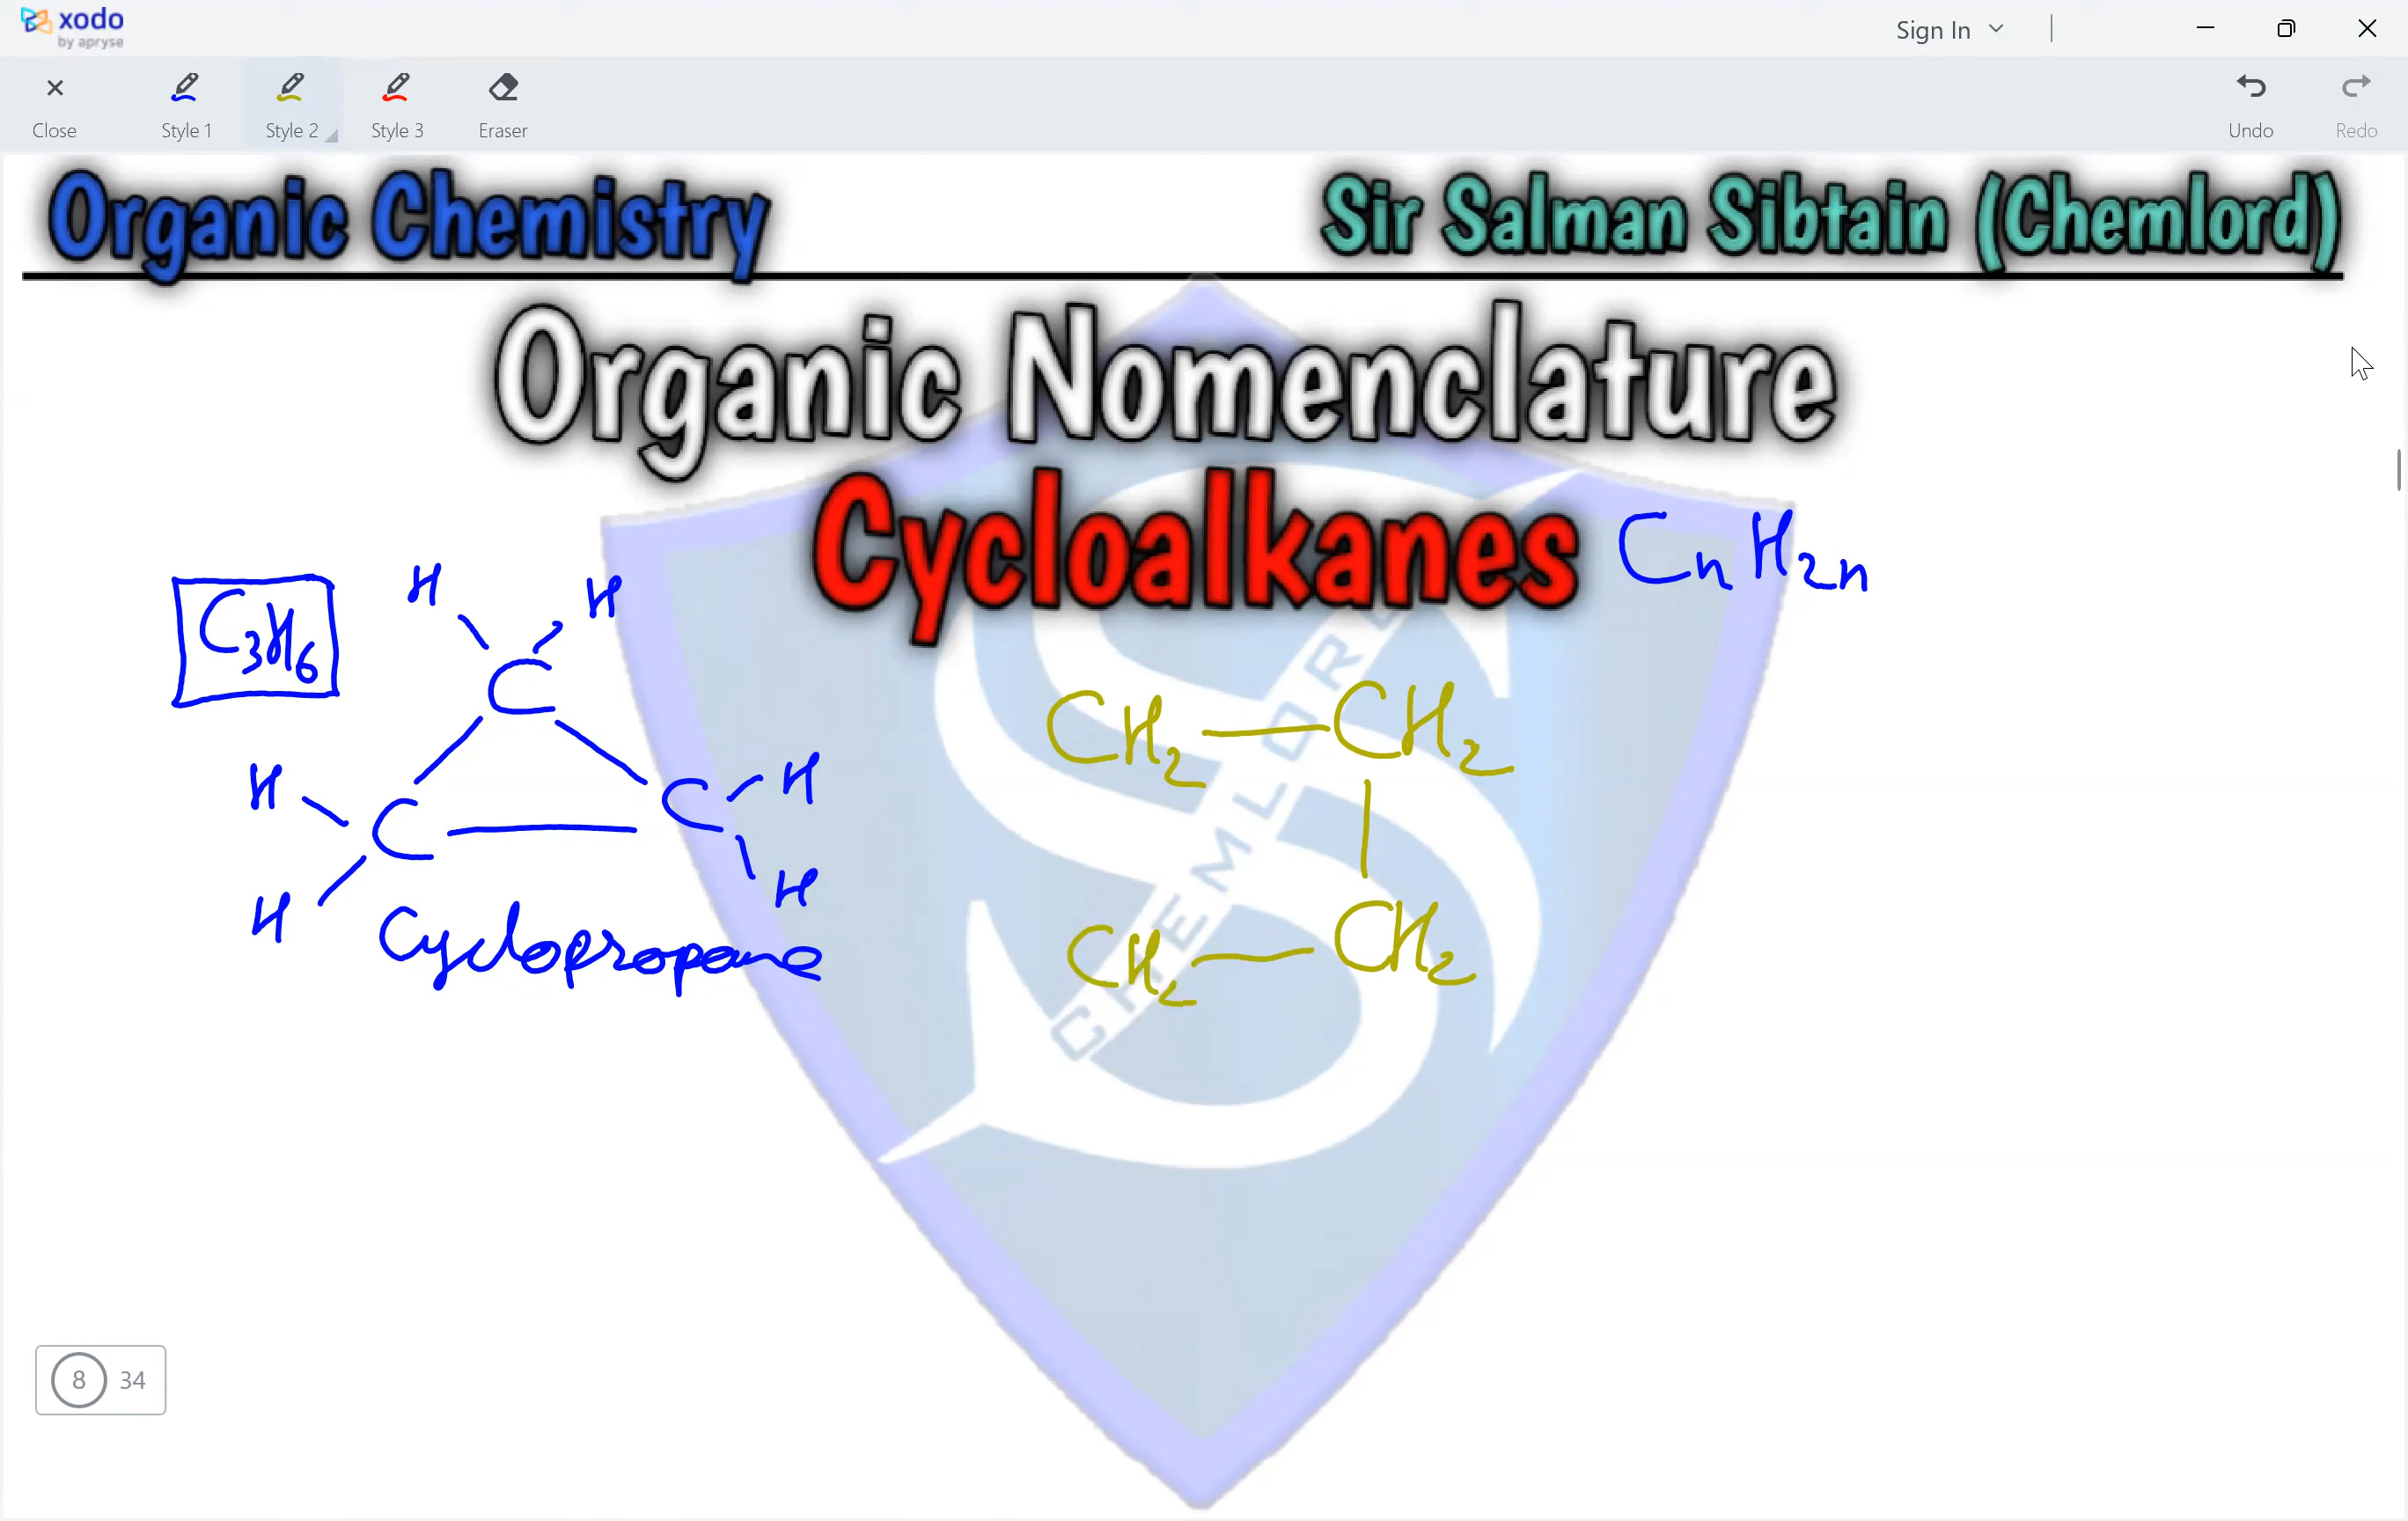 xodo
by apryse
Sign In
Close
Style 1
Style 2
Style 3
Eraser
Undo
Redo
Organic Chemistry
Sir Salman Sibtain (Chemlord)
Organic Nomenclature
Cycloalkanes CnH2n
C3H6
H H
C
H C C H
H H
Cyclopropane
CH2 — CH2
|
CH2 — CH2
CHEMLORD
8 34